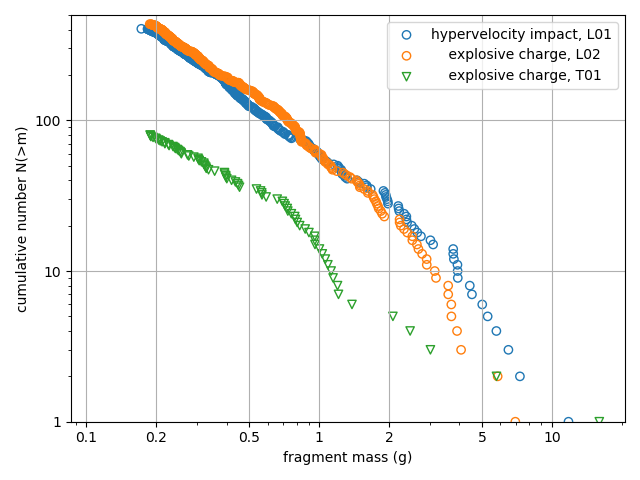 hypervelocity impact, L01
explosive charge, L02
explosive charge, T01
cumulative number N(>m)
100
10
1
0.1 0.2 0.5 1 2 5 10
fragment mass (g)